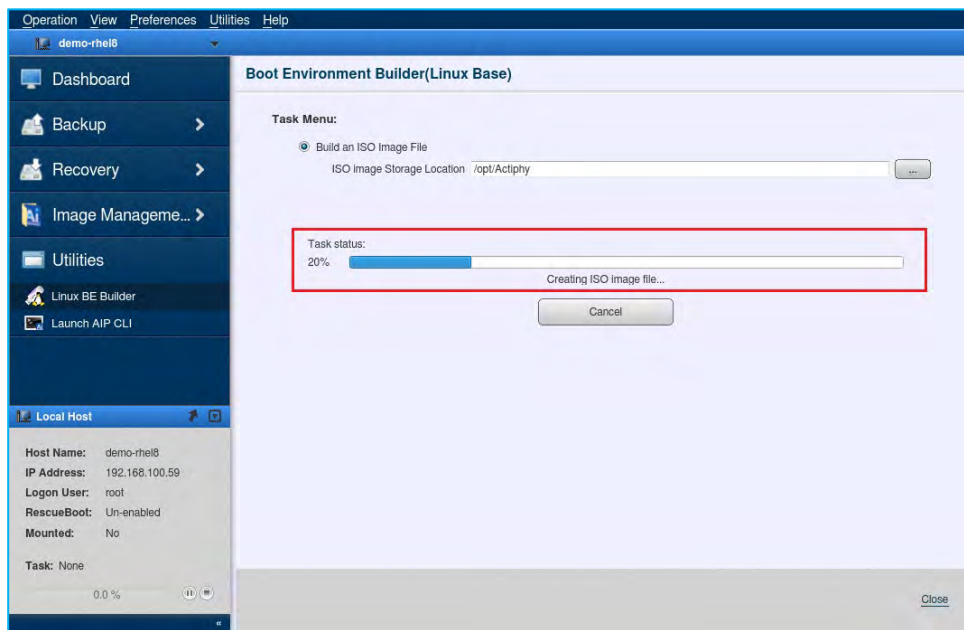 Operation View Preferences Utilities Help
demo-rhel8
Dashboard
Backup
Recovery
Image Manageme...
Utilities
Linux BE Builder
Launch AIP CLI
Local Host
Host Name: demo-rhel8
IP Address: 192.168.100.59
Logon User: root
RescueBoot: Un-enabled
Mounted: No
Task: None
0.0 %
«
Boot Environment Builder(Linux Base)
Task Menu:
Build an ISO Image File
ISO image Storage Location /opt/Actiphy ...
Task status:
20%
Creating ISO image file...
Cancel
Close